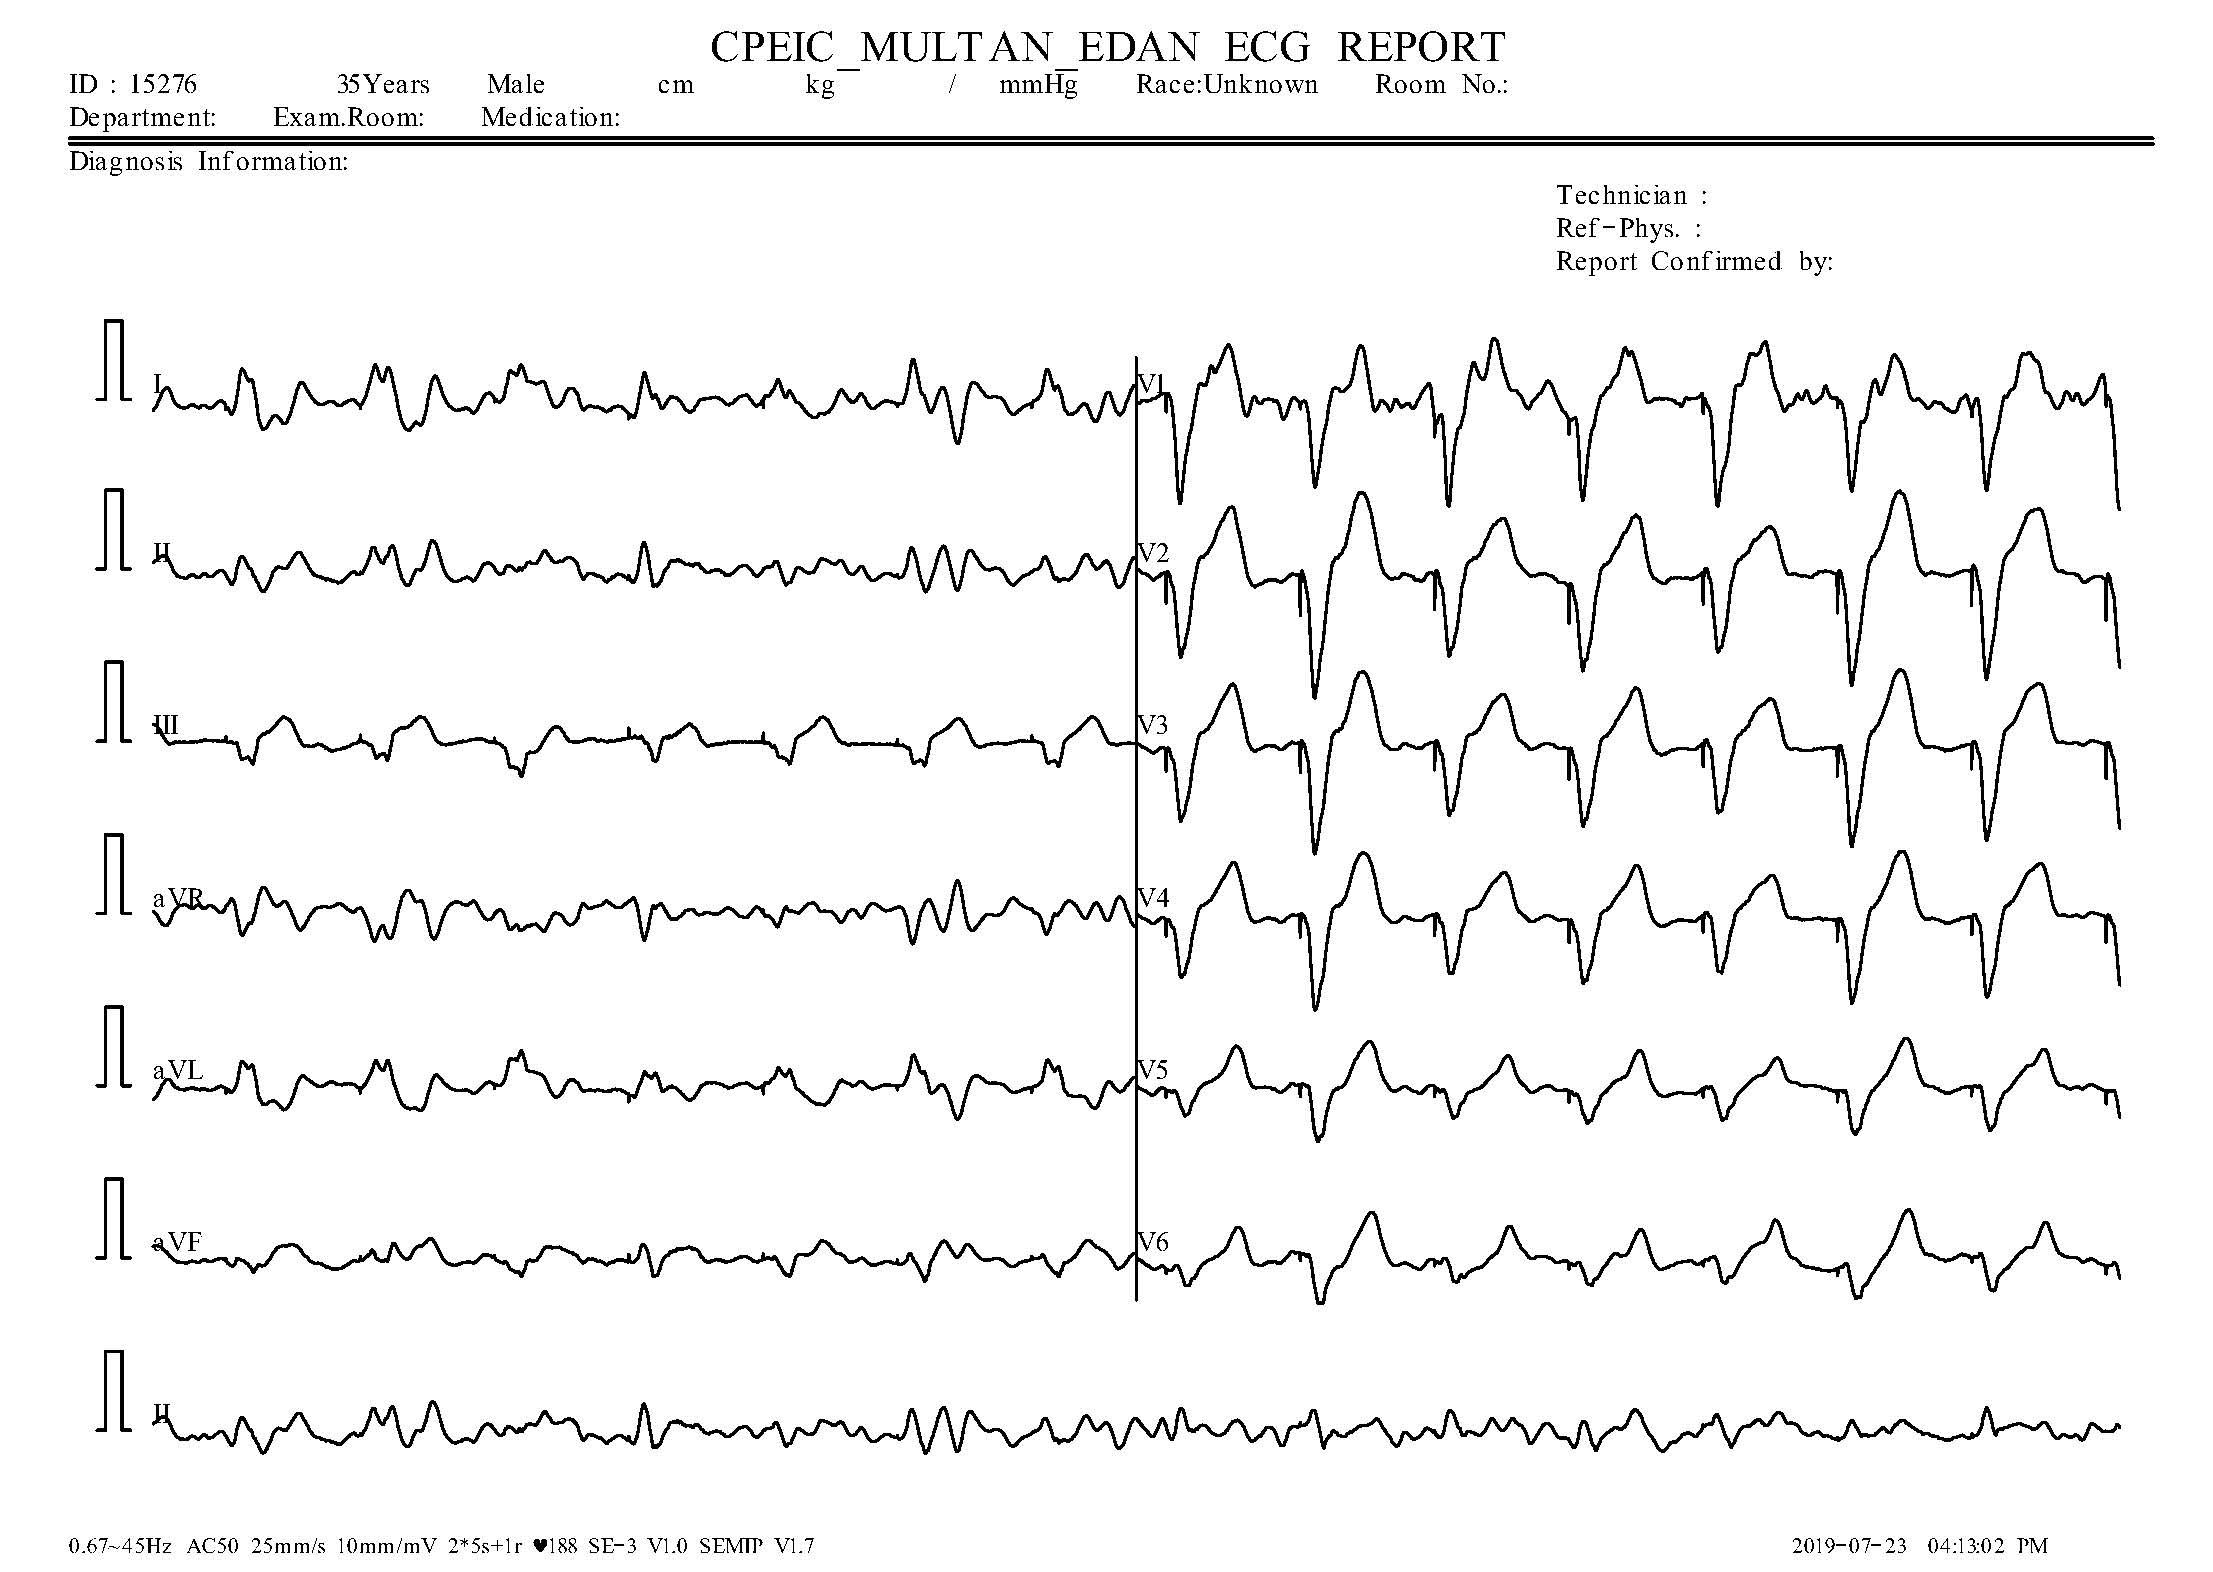 CPEIC_MULTAN_EDAN ECG REPORT
ID : 15276 35Years Male cm kg / mmHg Race:Unknown Room No.:
Department: Exam.Room: Medication:
Diagnosis Information:
Technician :
Ref-Phys. :
Report Confirmed by:
I V1
II V2
III V3
aVR V4
aVL V5
aVF V6
II
0.67~45Hz AC50 25mm/s 10mm/mV 2*5s+1r ♥188 SE-3 V1.0 SEMIP V1.7 2019-07-23 04:13:02 PM